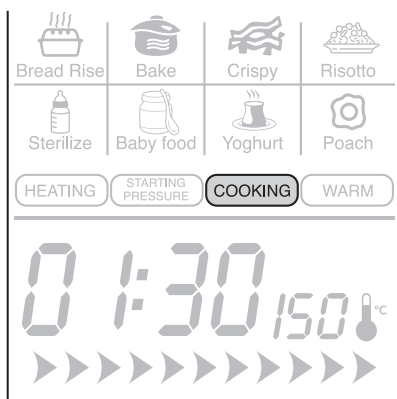 Bread Rise Bake Crispy Risotto
Sterilize Baby food Yoghurt Poach
HEATING STARTING PRESSURE COOKING WARM
01:30 150 °C